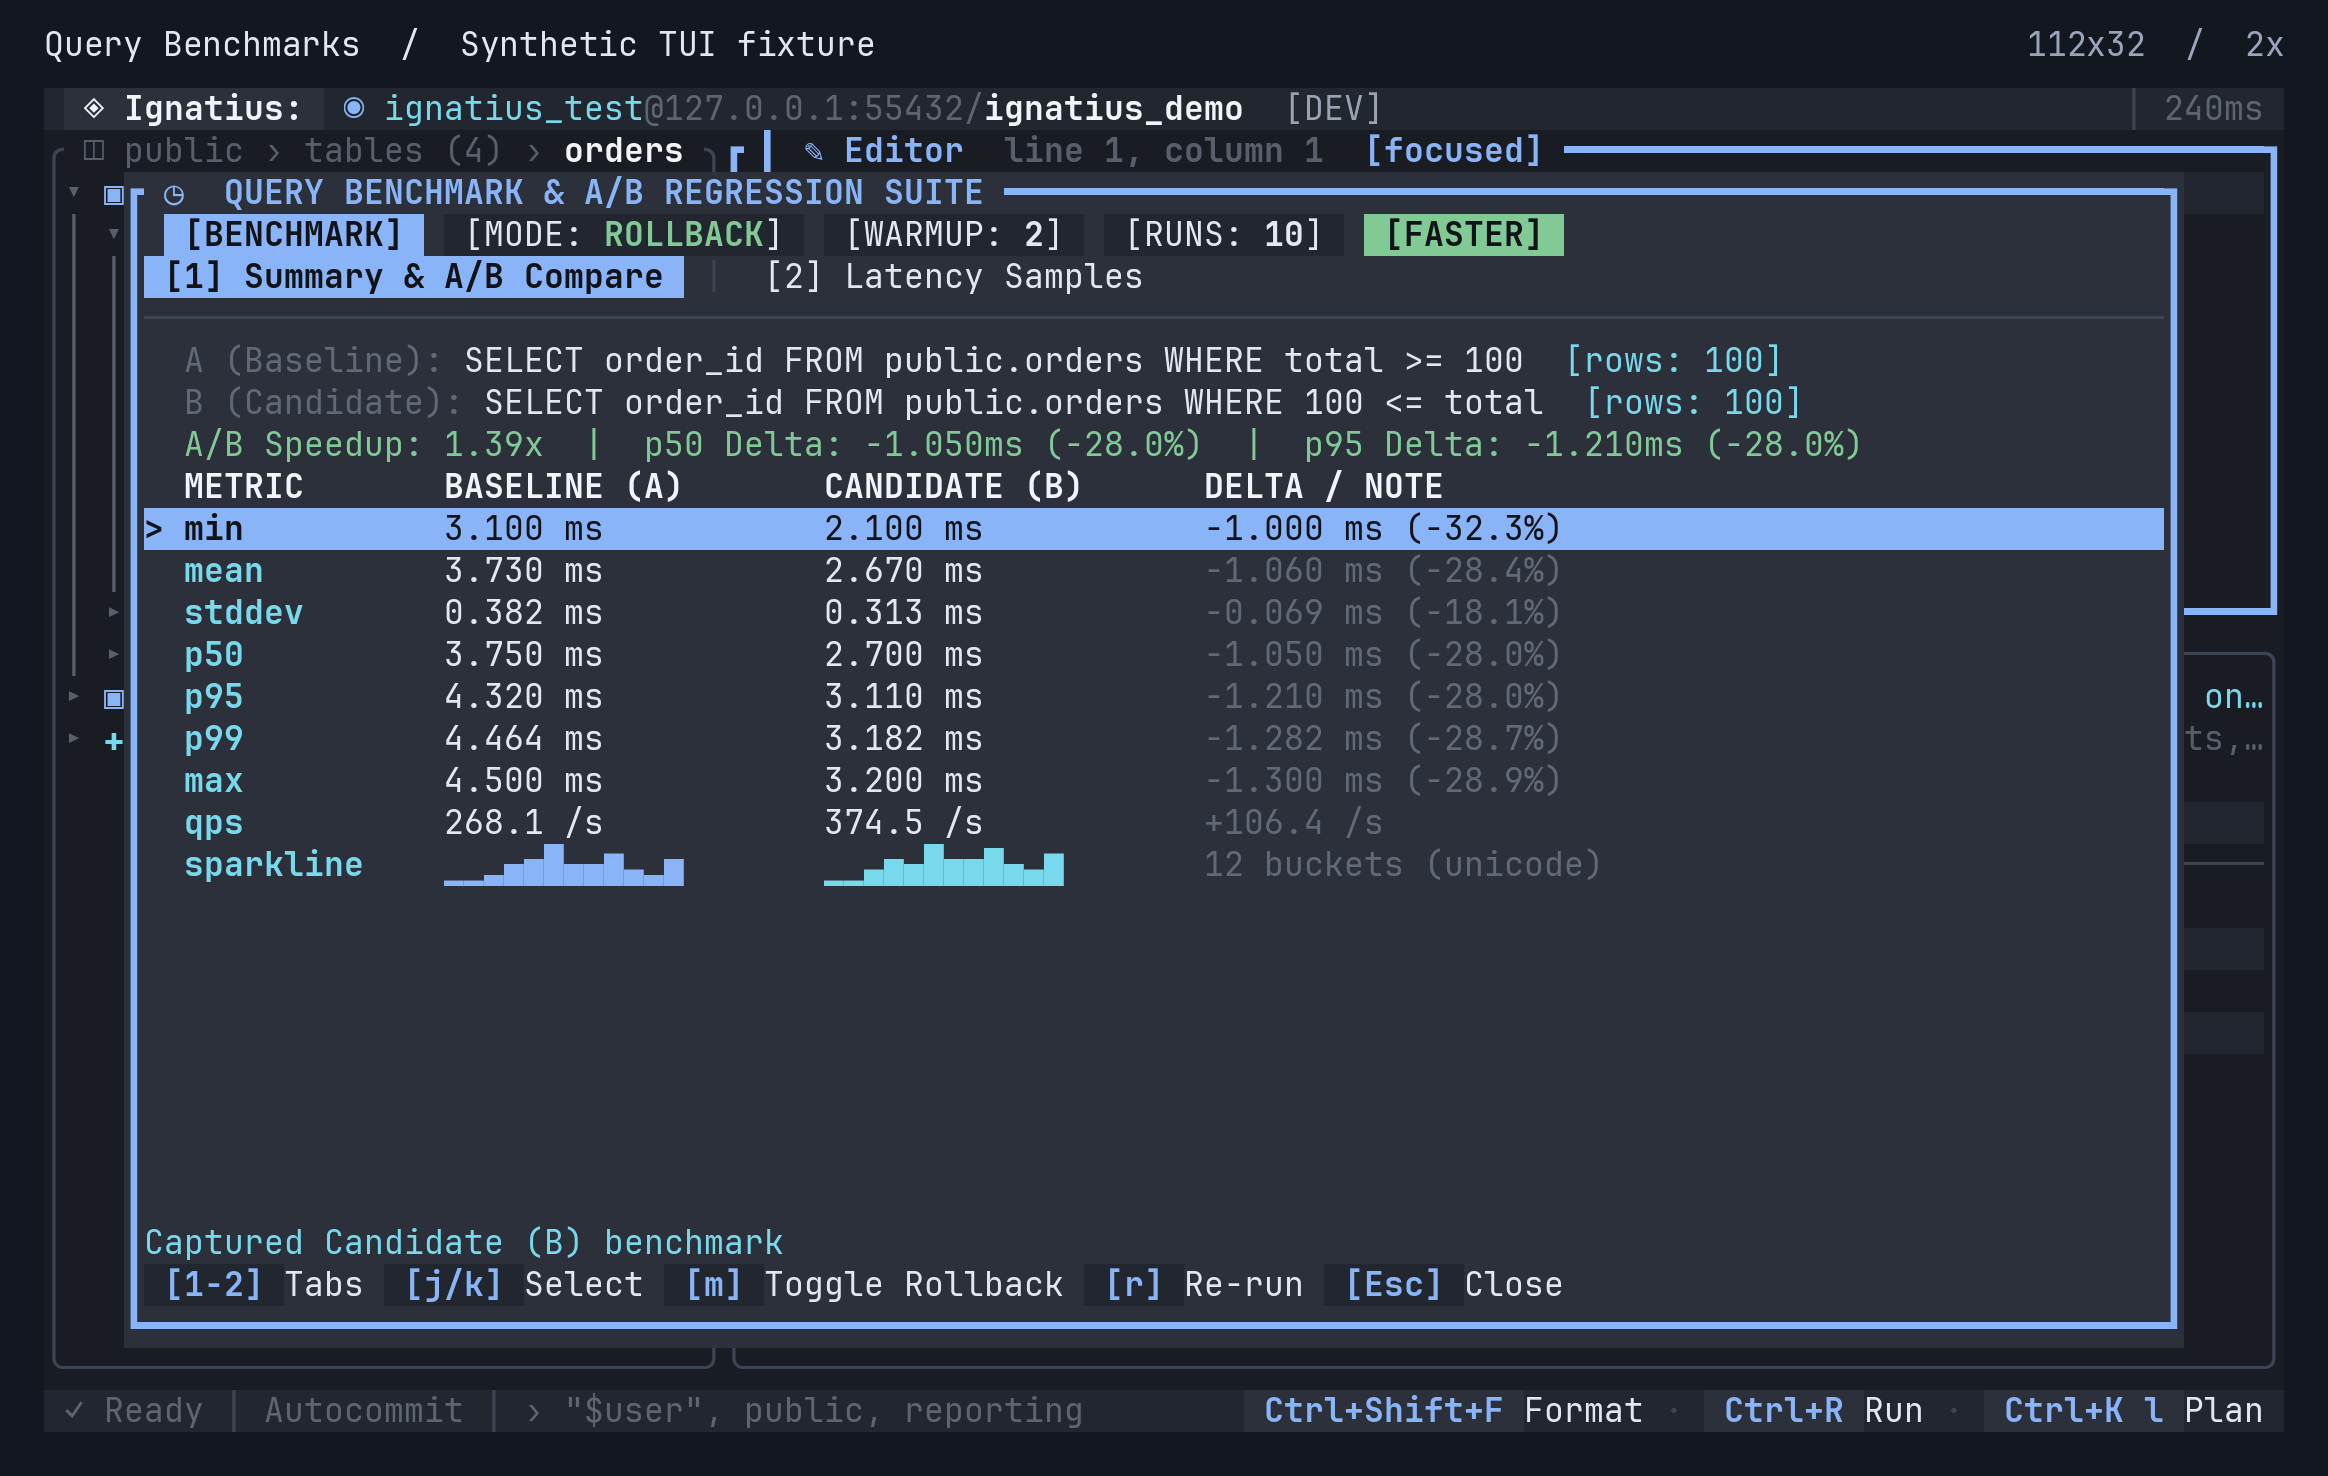 Query Benchmarks / Synthetic TUI fixture 112x32 / 2x
◈ Ignatius: ◉ ignatius_test@127.0.0.1:55432/ignatius_demo [DEV] │ 240ms
public › tables (4) › orders ✎ Editor line 1, column 1 [focused]
QUERY BENCHMARK & A/B REGRESSION SUITE
[BENCHMARK] [MODE: ROLLBACK] [WARMUP: 2] [RUNS: 10] [FASTER]
[1] Summary & A/B Compare │ [2] Latency Samples
A (Baseline): SELECT order_id FROM public.orders WHERE total >= 100 [rows: 100]
B (Candidate): SELECT order_id FROM public.orders WHERE 100 <= total [rows: 100]
A/B Speedup: 1.39x | p50 Delta: -1.050ms (-28.0%) | p95 Delta: -1.210ms (-28.0%)
METRIC BASELINE (A) CANDIDATE (B) DELTA / NOTE
> min 3.100 ms 2.100 ms -1.000 ms (-32.3%)
mean 3.730 ms 2.670 ms -1.060 ms (-28.4%)
stddev 0.382 ms 0.313 ms -0.069 ms (-18.1%)
p50 3.750 ms 2.700 ms -1.050 ms (-28.0%)
p95 4.320 ms 3.110 ms -1.210 ms (-28.0%)
on…
p99 4.464 ms 3.182 ms -1.282 ms (-28.7%)
ts,…
max 4.500 ms 3.200 ms -1.300 ms (-28.9%)
qps 268.1 /s 374.5 /s +106.4 /s
sparkline 12 buckets (unicode)
Captured Candidate (B) benchmark
[1-2] Tabs [j/k] Select [m] Toggle Rollback [r] Re-run [Esc] Close
✓ Ready │ Autocommit │ › "$user", public, reporting Ctrl+Shift+F Format · Ctrl+R Run · Ctrl+K l Plan